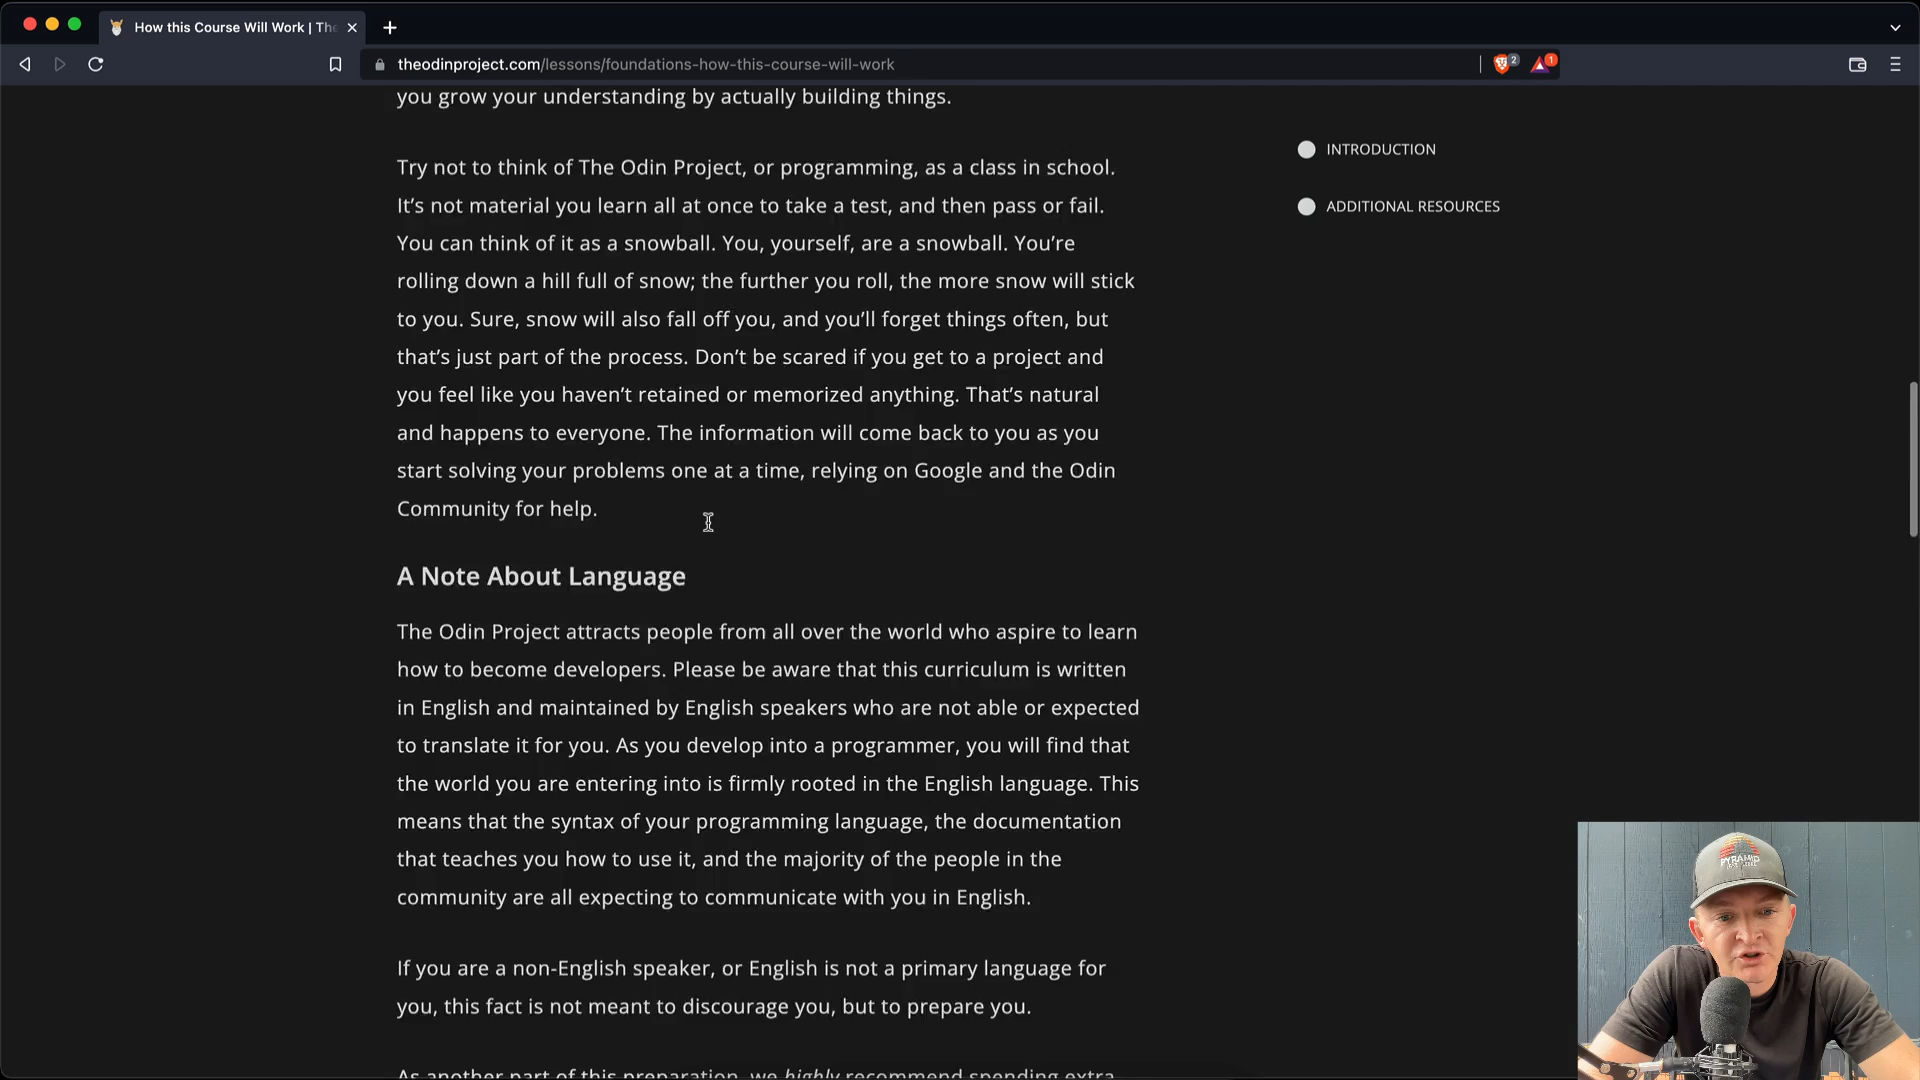 How this Course Will Work | The
theodinproject.com/lessons/foundations-how-this-course-will-work
2
1
you grow your understanding by actually building things.
INTRODUCTION
Try not to think of The Odin Project, or programming, as a class in school.
It’s not material you learn all at once to take a test, and then pass or fail.
ADDITIONAL RESOURCES
You can think of it as a snowball. You, yourself, are a snowball. You’re
rolling down a hill full of snow; the further you roll, the more snow will stick
to you. Sure, snow will also fall off you, and you’ll forget things often, but
that’s just part of the process. Don’t be scared if you get to a project and
you feel like you haven’t retained or memorized anything. That’s natural
and happens to everyone. The information will come back to you as you
start solving your problems one at a time, relying on Google and the Odin
Community for help.
A Note About Language
The Odin Project attracts people from all over the world who aspire to learn
how to become developers. Please be aware that this curriculum is written
in English and maintained by English speakers who are not able or expected
to translate it for you. As you develop into a programmer, you will find that
the world you are entering into is firmly rooted in the English language. This
means that the syntax of your programming language, the documentation
that teaches you how to use it, and the majority of the people in the
community are all expecting to communicate with you in English.
If you are a non-English speaker, or English is not a primary language for
you, this fact is not meant to discourage you, but to prepare you.
As another part of this preparation, we highly recommend spending extra
PYRAMID